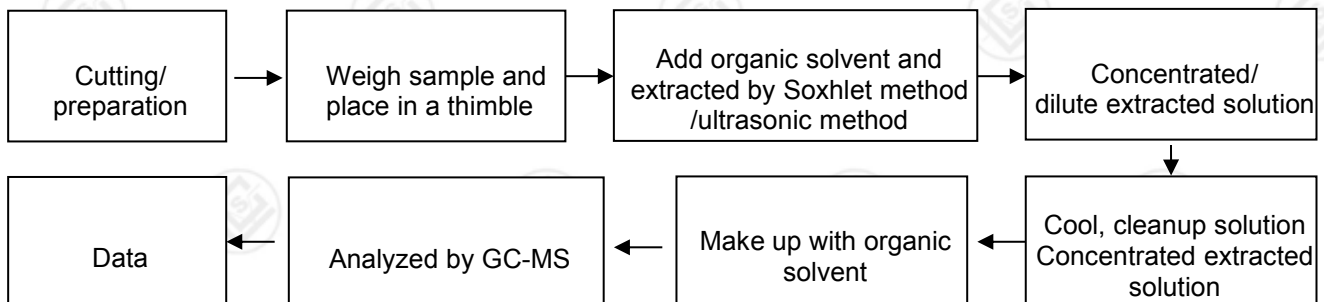 Cutting/
preparation
Weigh sample and
place in a thimble
Add organic solvent and
extracted by Soxhlet method
/ultrasonic method
Concentrated/
dilute extracted solution
Cool, cleanup solution
Concentrated extracted
solution
Make up with organic
solvent
Analyzed by GC-MS
Data